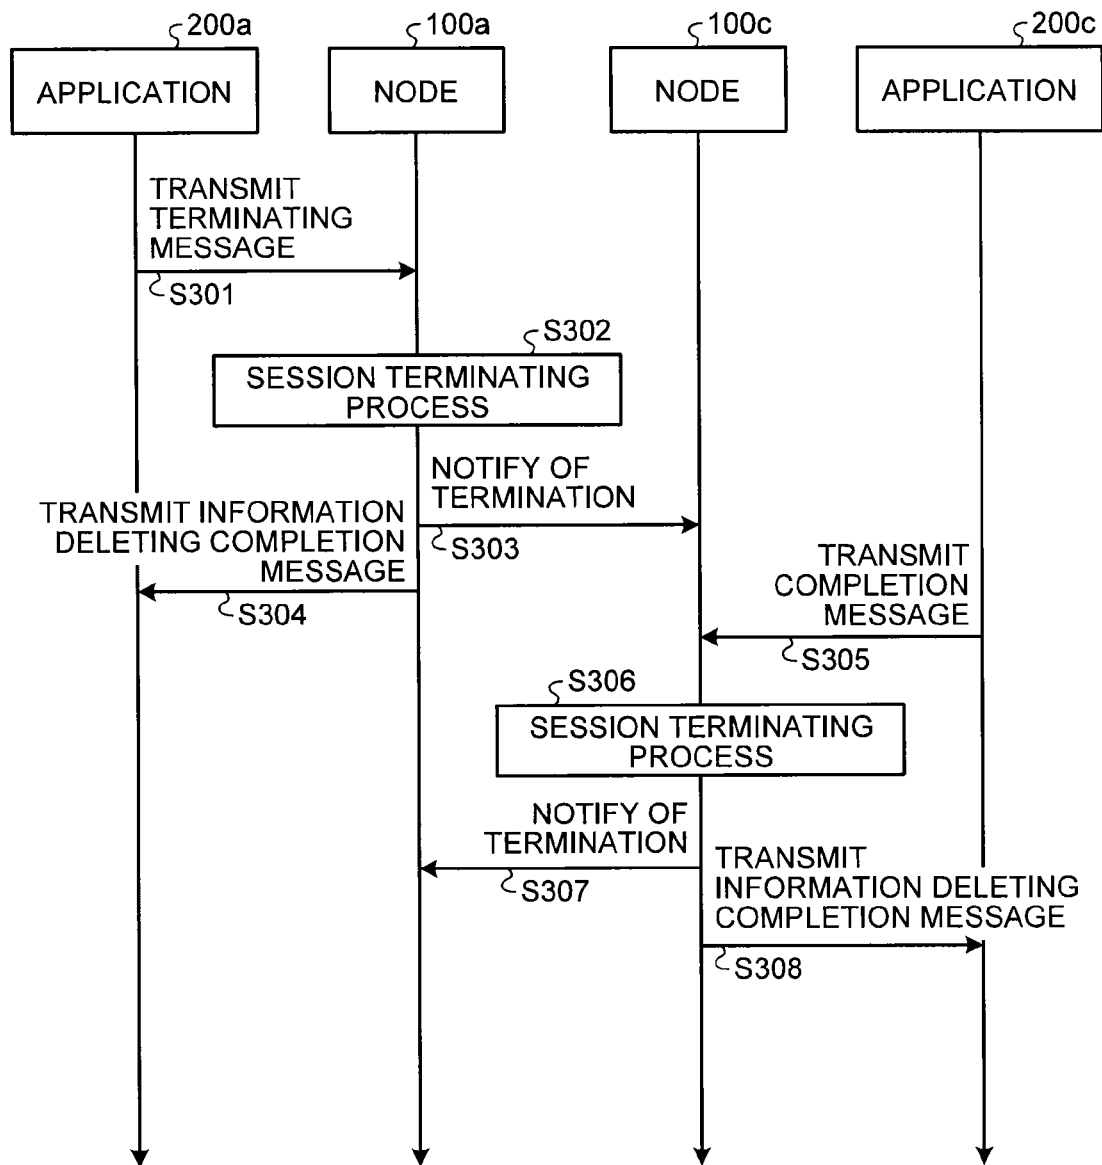 200a
100a
100c
200c
APPLICATION
NODE
NODE
APPLICATION
TRANSMIT
TERMINATING
MESSAGE
S301
S302
SESSION TERMINATING
PROCESS
NOTIFY OF
TERMINATION
S303
TRANSMIT INFORMATION
DELETING COMPLETION
MESSAGE
S304
TRANSMIT
COMPLETION
MESSAGE
S305
S306
SESSION TERMINATING
PROCESS
NOTIFY OF
TERMINATION
S307
TRANSMIT
INFORMATION DELETING
COMPLETION MESSAGE
S308